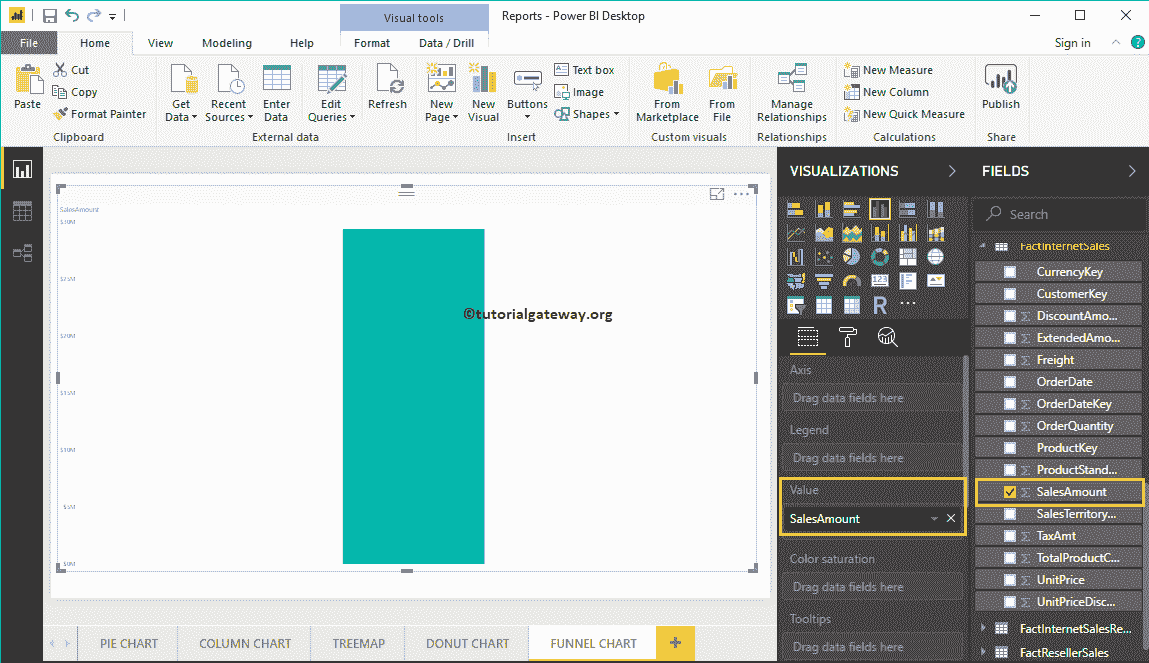 Visual tools
Reports - Power BI Desktop
File
Home
View
Modeling
Help
Format
Data / Drill
Sign in
?
Paste
Cut
Copy
Format Painter
Clipboard
Get
Data
Recent
Sources
Enter
Data
Edit
Queries
External data
Refresh
New
Page
New
Visual
Buttons
Text box
Image
Shapes
Insert
From
Marketplace
From
File
Custom visuals
Manage
Relationships
Relationships
New Measure
New Column
New Quick Measure
Calculations
Publish
Share
SalesAmount
$30M
$25M
$20M
$15M
$10M
$5M
$0M
©tutorialgateway.org
VISUALIZATIONS
123
R
Axis
Drag data fields here
Legend
Drag data fields here
Value
SalesAmount
Color saturation
Drag data fields here
Tooltips
Drag data fields here
FIELDS
Search
FactInternetSales
CurrencyKey
CustomerKey
DiscountAmo...
ExtendedAmo...
Freight
OrderDate
OrderDateKey
OrderQuantity
ProductKey
ProductStand...
SalesAmount
SalesTerritory...
TaxAmt
TotalProductC...
UnitPrice
UnitPriceDisc...
FactInternetSalesRe...
FactResellerSales
PIE CHART
COLUMN CHART
TREEMAP
DONUT CHART
FUNNEL CHART